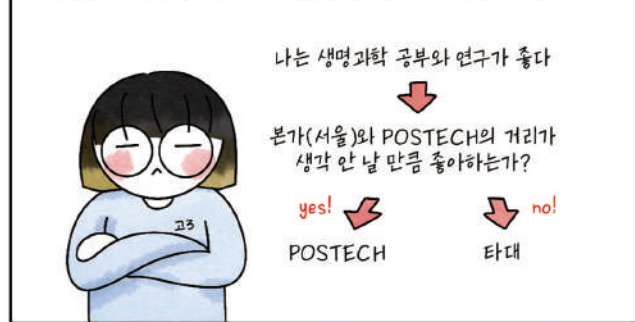 나는 생명과학 공부와 연구가 좋다
본가(서울)와 POSTECH의 거리가
생각 안 날 만큼 좋아하는가?
yes!
no!
POSTECH
타대
고3